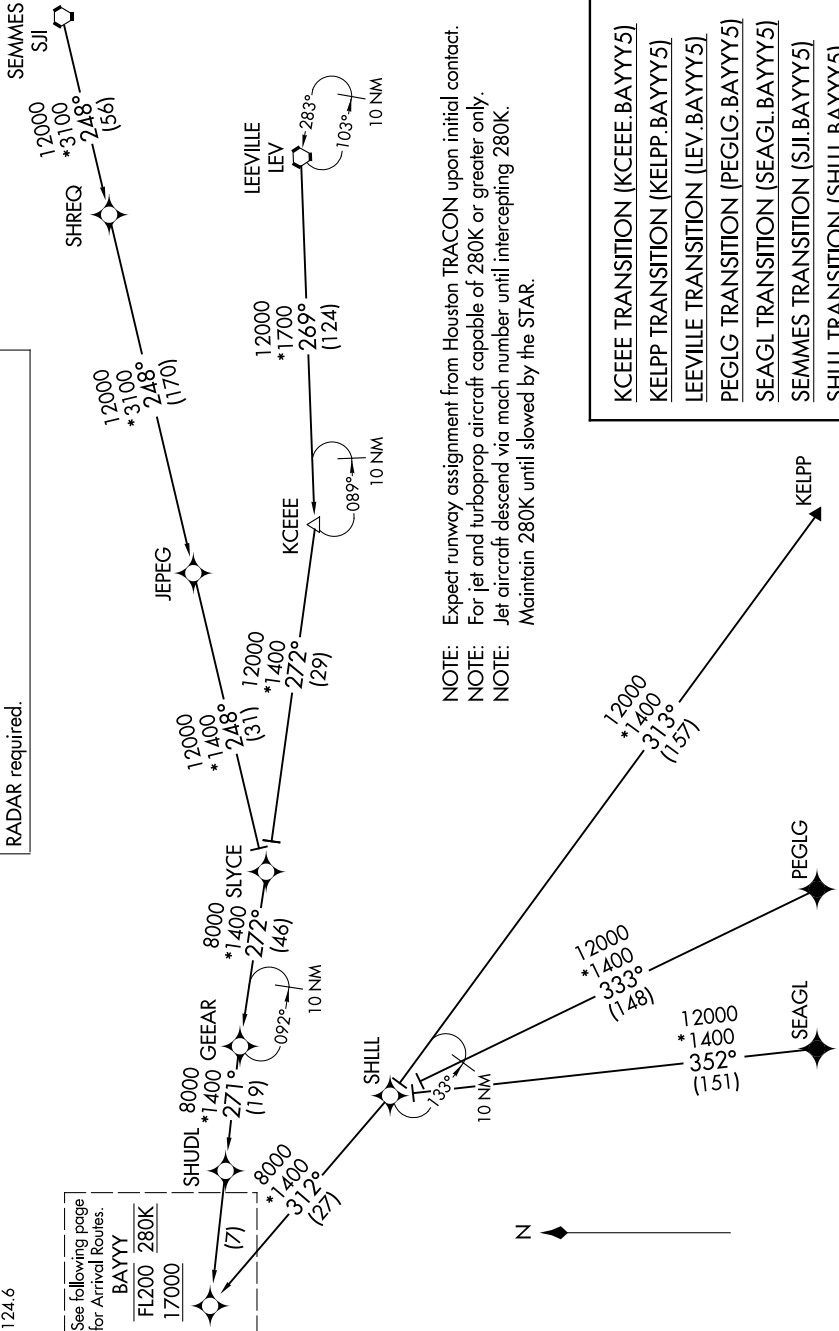 124.6
RADAR required.
See following page
for Arrival Routes.
BAYYY
FL200 280K
17000
(7)
SHUDL
8000
*1400
271°
(19)
GEEAR
092°
10 NM
8000
*1400
272°
(46)
SLYCE
12000
*1400
248°
(31)
JEPEG
12000
*3100
248°
(170)
SHREQ
12000
*3100
248°
(56)
SEMMES
SJI
12000
*1400
272°
(29)
KCEEE
089°
10 NM
12000
*1700
269°
(124)
LEEVILLE
LEV
283°
103°
10 NM
8000
*1400
312°
(27)
SHLLL
133°
10 NM
12000
*1400
352°
(151)
SEAGL
12000
*1400
333°
(148)
PEGLG
12000
*1400
313°
(157)
KELPP
N
NOTE: Expect runway assignment from Houston TRACON upon initial contact.
NOTE: For jet and turboprop aircraft capable of 280K or greater only.
NOTE: Jet aircraft descend via mach number until intercepting 280K.
Maintain 280K until slowed by the STAR.
KCEEE TRANSITION (KCEEE.BAYYY5)
KELPP TRANSITION (KELPP.BAYYY5)
LEEVILLE TRANSITION (LEV.BAYYY5)
PEGLG TRANSITION (PEGLG.BAYYY5)
SEAGL TRANSITION (SEAGL.BAYYY5)
SEMMES TRANSITION (SJI.BAYYY5)
SHLLL TRANSITION (SHLLL.BAYYY5)